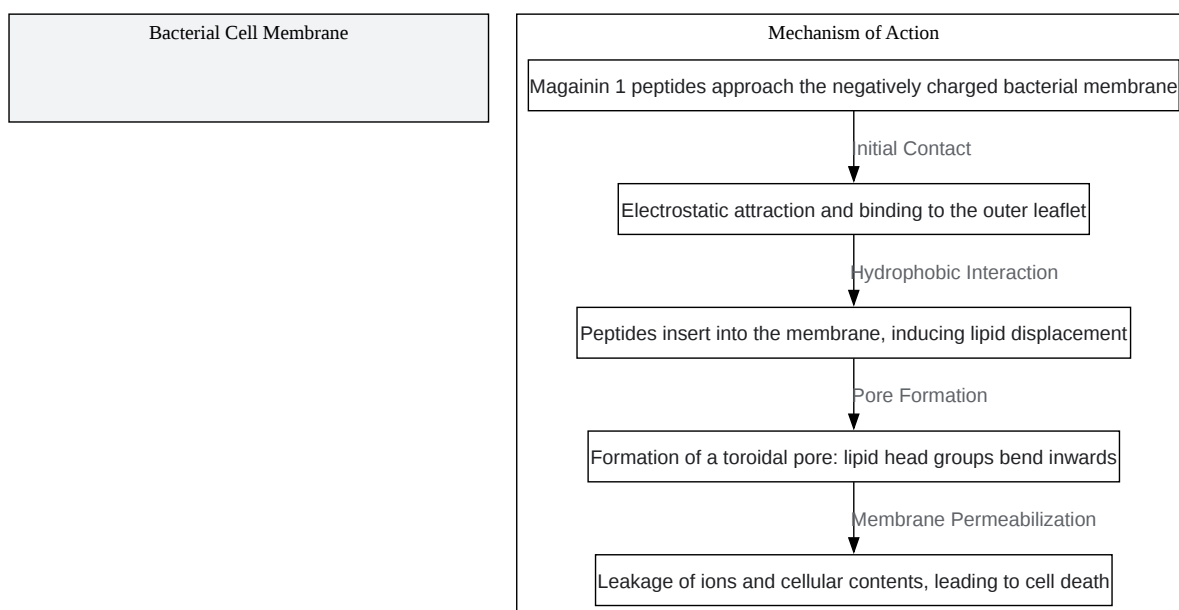 Bacterial Cell Membrane
Mechanism of Action
Magainin 1 peptides approach the negatively charged bacterial membrane
Initial Contact
Electrostatic attraction and binding to the outer leaflet
Hydrophobic Interaction
Peptides insert into the membrane, inducing lipid displacement
Pore Formation
Formation of a toroidal pore: lipid head groups bend inwards
Membrane Permeabilization
Leakage of ions and cellular contents, leading to cell death